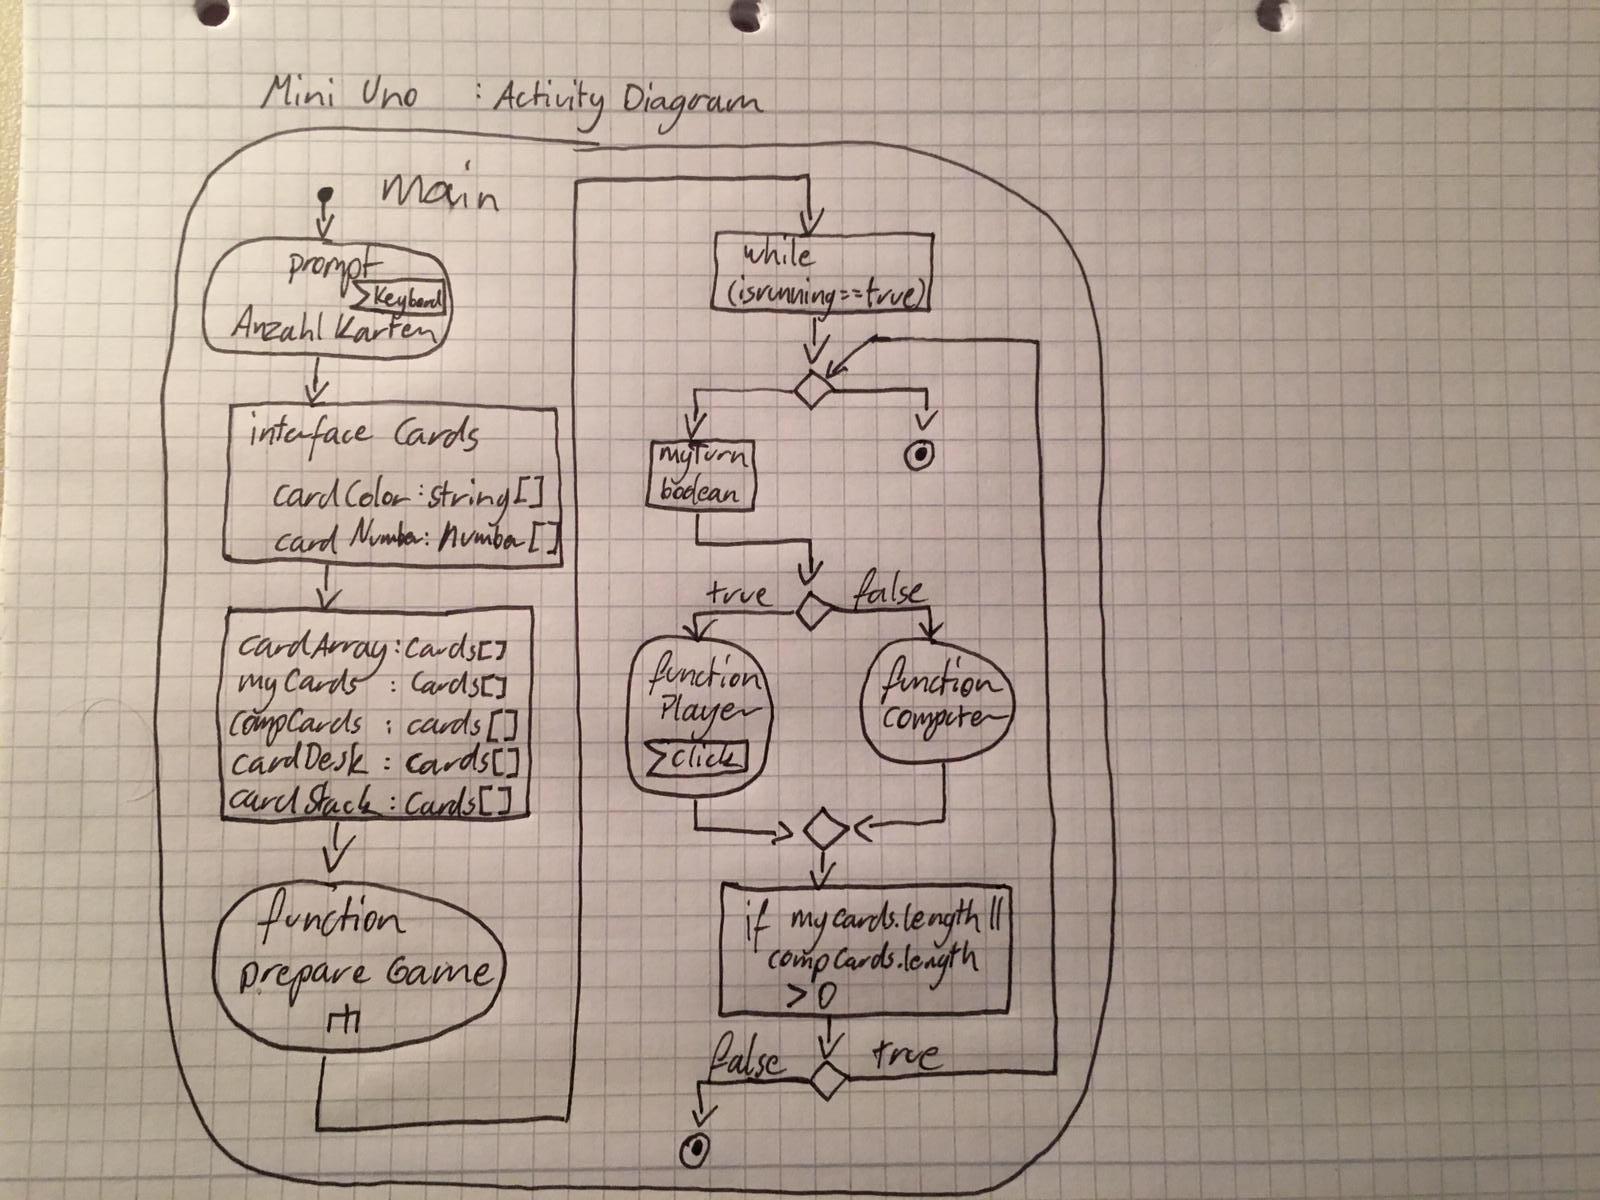 Mini Uno : Activity Diagram
main
prompt
Keyboard
Anzahl Karten
interface Cards
cardColor: string[]
cardNumber: number[]
cardArray: Cards[]
myCards : Cards[]
compCards : cards[]
cardDesk : Cards[]
cardStack : Cards[]
function
prepare Game
while
(isrunning==true)
myTurn
boolean
true
false
function
Player
click
function
computer
if mycards.length ||
compCards.length
> 0
false
true